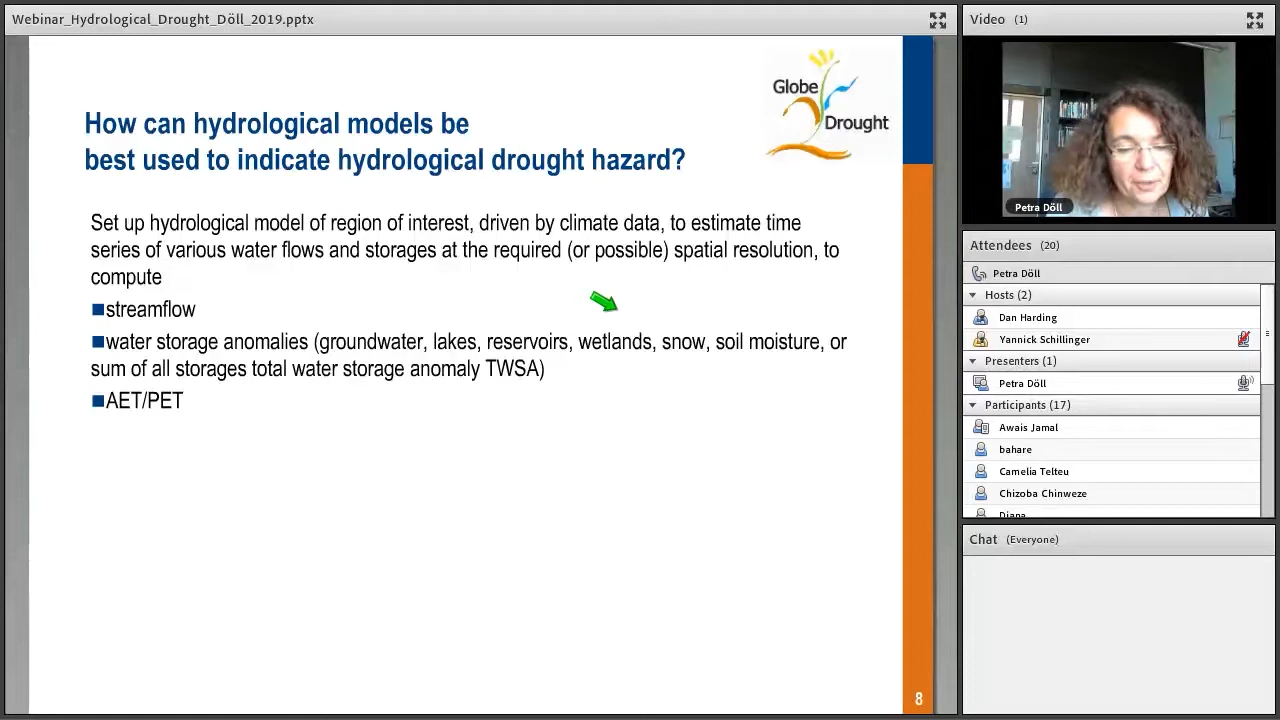 Webinar_Hydrological_Drought_Döll_2019.pptx
How can hydrological models be
best used to indicate hydrological drought hazard?
Globe
Drought
Set up hydrological model of region of interest, driven by climate data, to estimate time
series of various water flows and storages at the required (or possible) spatial resolution, to
compute
streamflow
water storage anomalies (groundwater, lakes, reservoirs, wetlands, snow, soil moisture, or
sum of all storages total water storage anomaly TWSA)
AET/PET
8
Video (1)
Petra Döll
Attendees (20)
Petra Döll
Hosts (2)
Dan Harding
Yannick Schillinger
Presenters (1)
Petra Döll
Participants (17)
Awais Jamal
bahare
Camelia Telteu
Chizoba Chinweze
Diana
Chat (Everyone)